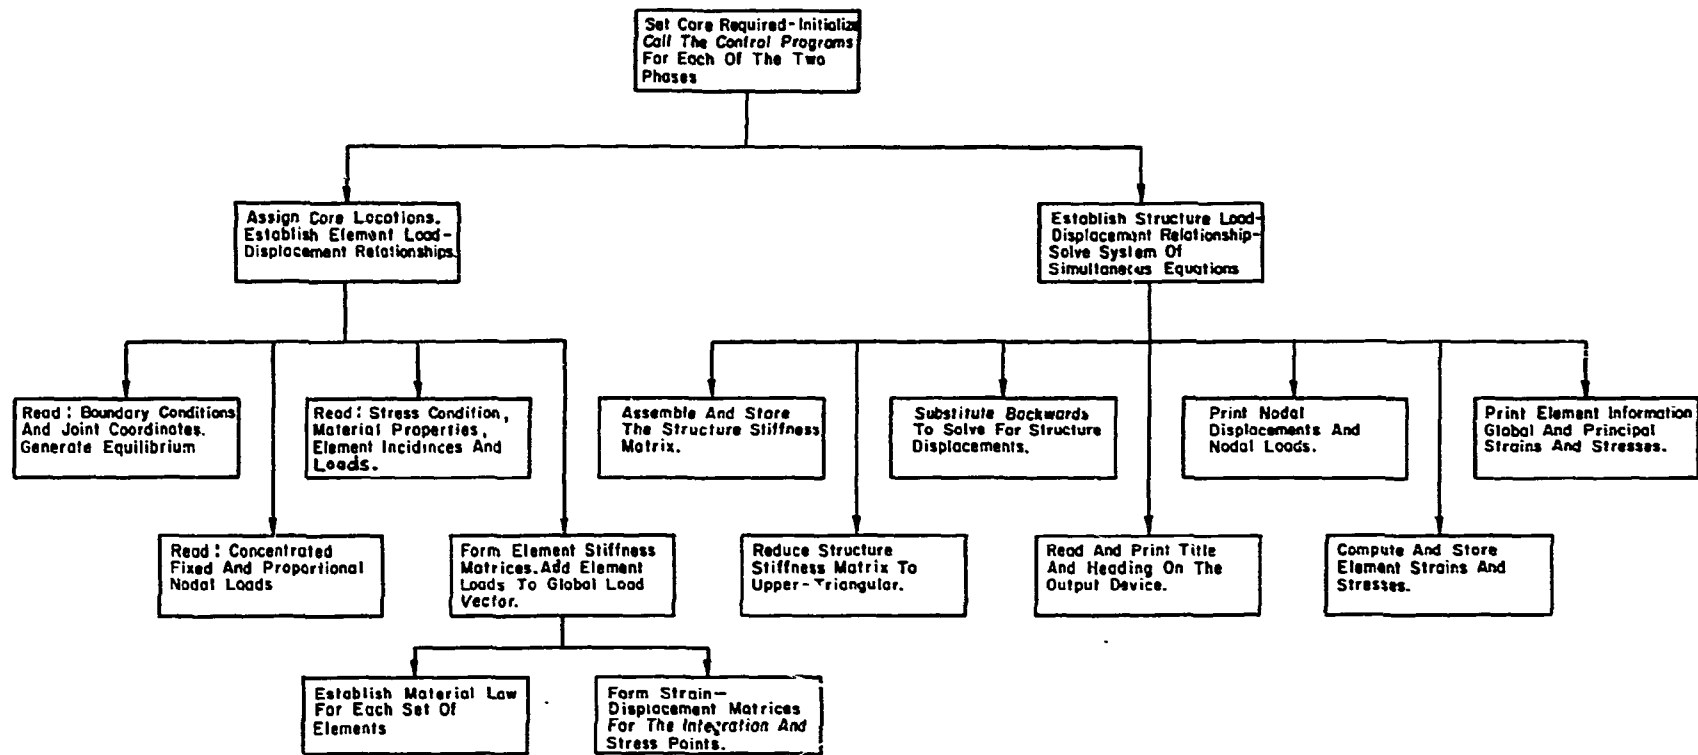 Set Core Required-Initialize
Call The Control Programs
For Each Of The Two
Phases
Assign Core Locations.
Establish Element Load-
Displacement Relationships.
Establish Structure Load-
Displacement Relationship-
Solve System Of
Simultaneous Equations
Read: Boundary Conditions
And Joint Coordinates.
Generate Equilibrium
Read: Stress Condition,
Material Properties,
Element Incidinces And
Loads.
Assemble And Store
The Structure Stiffness
Matrix.
Substitute Backwards
To Solve For Structure
Displacements.
Print Nodal
Displacements And
Nodal Loads.
Print Element Information
Global And Principal
Strains And Stresses.
Read: Concentrated
Fixed And Proportional
Nodal Loads
Form Element Stiffness
Matrices. Add Element
Loads To Global Load
Vector.
Reduce Structure
Stiffness Matrix To
Upper-Triangular.
Read And Print Title
And Heading On The
Output Device.
Compute And Store
Element Strains And
Stresses.
Establish Material Law
For Each Set Of
Elements
Form Strain-
Displacement Matrices
For The Integration And
Stress Points.